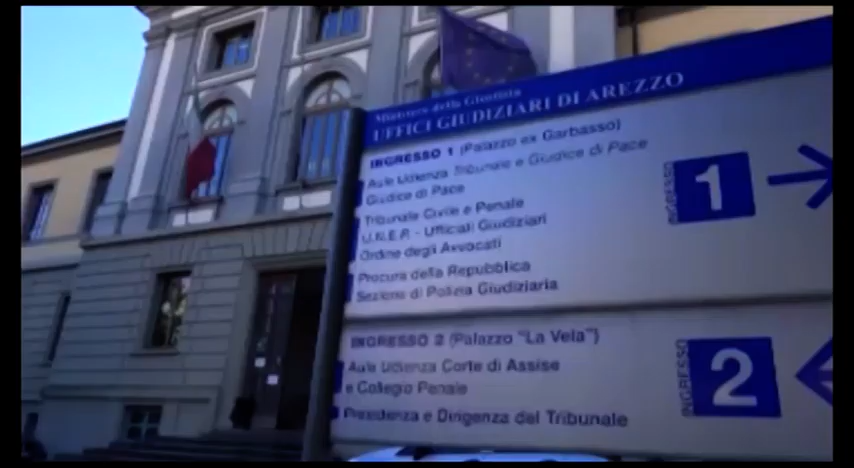 Ministero della Giustizia
UFFICI GIUDIZIARI DI AREZZO
INGRESSO 1 (Palazzo ex Garbasso)
Aule Udienza Tribunale e Giudice di Pace
Giudice di Pace
Tribunale Civile e Penale
U.N.E.P. - Ufficiali Giudiziari
Ordine degli Avvocati
Procura della Repubblica
Sezione di Polizia Giudiziaria
INGRESSO 1
INGRESSO 2 (Palazzo "La Vela")
Aule Udienza Corte di Assise
e Collegio Penale
Presidenza e Dirigenza del Tribunale
INGRESSO 2